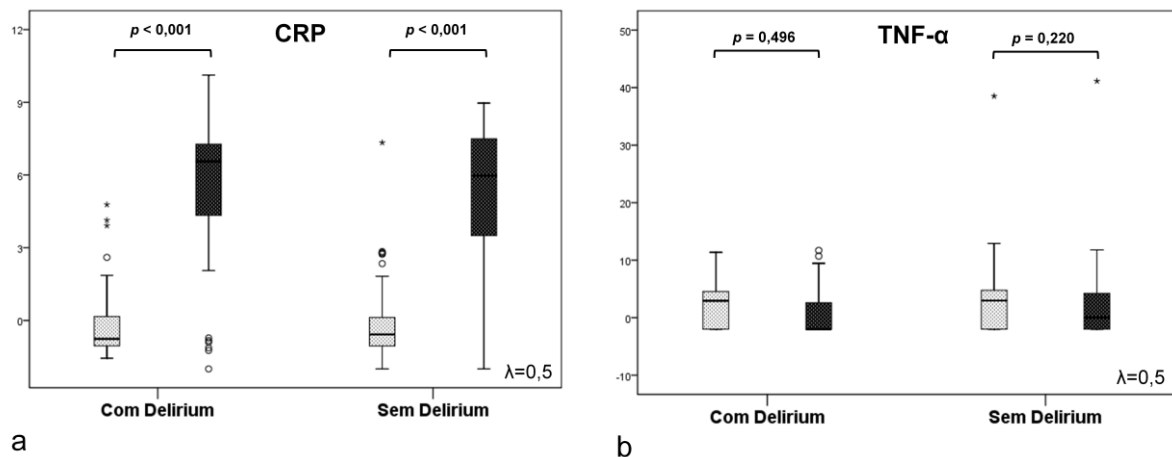 CRP
p < 0,001
p < 0,001
12
9
6
3
0
λ=0,5
Com Delirium
Sem Delirium
a
TNF-α
p = 0,496
p = 0,220
50
40
30
20
10
0
-10
λ=0,5
Com Delirium
Sem Delirium
b